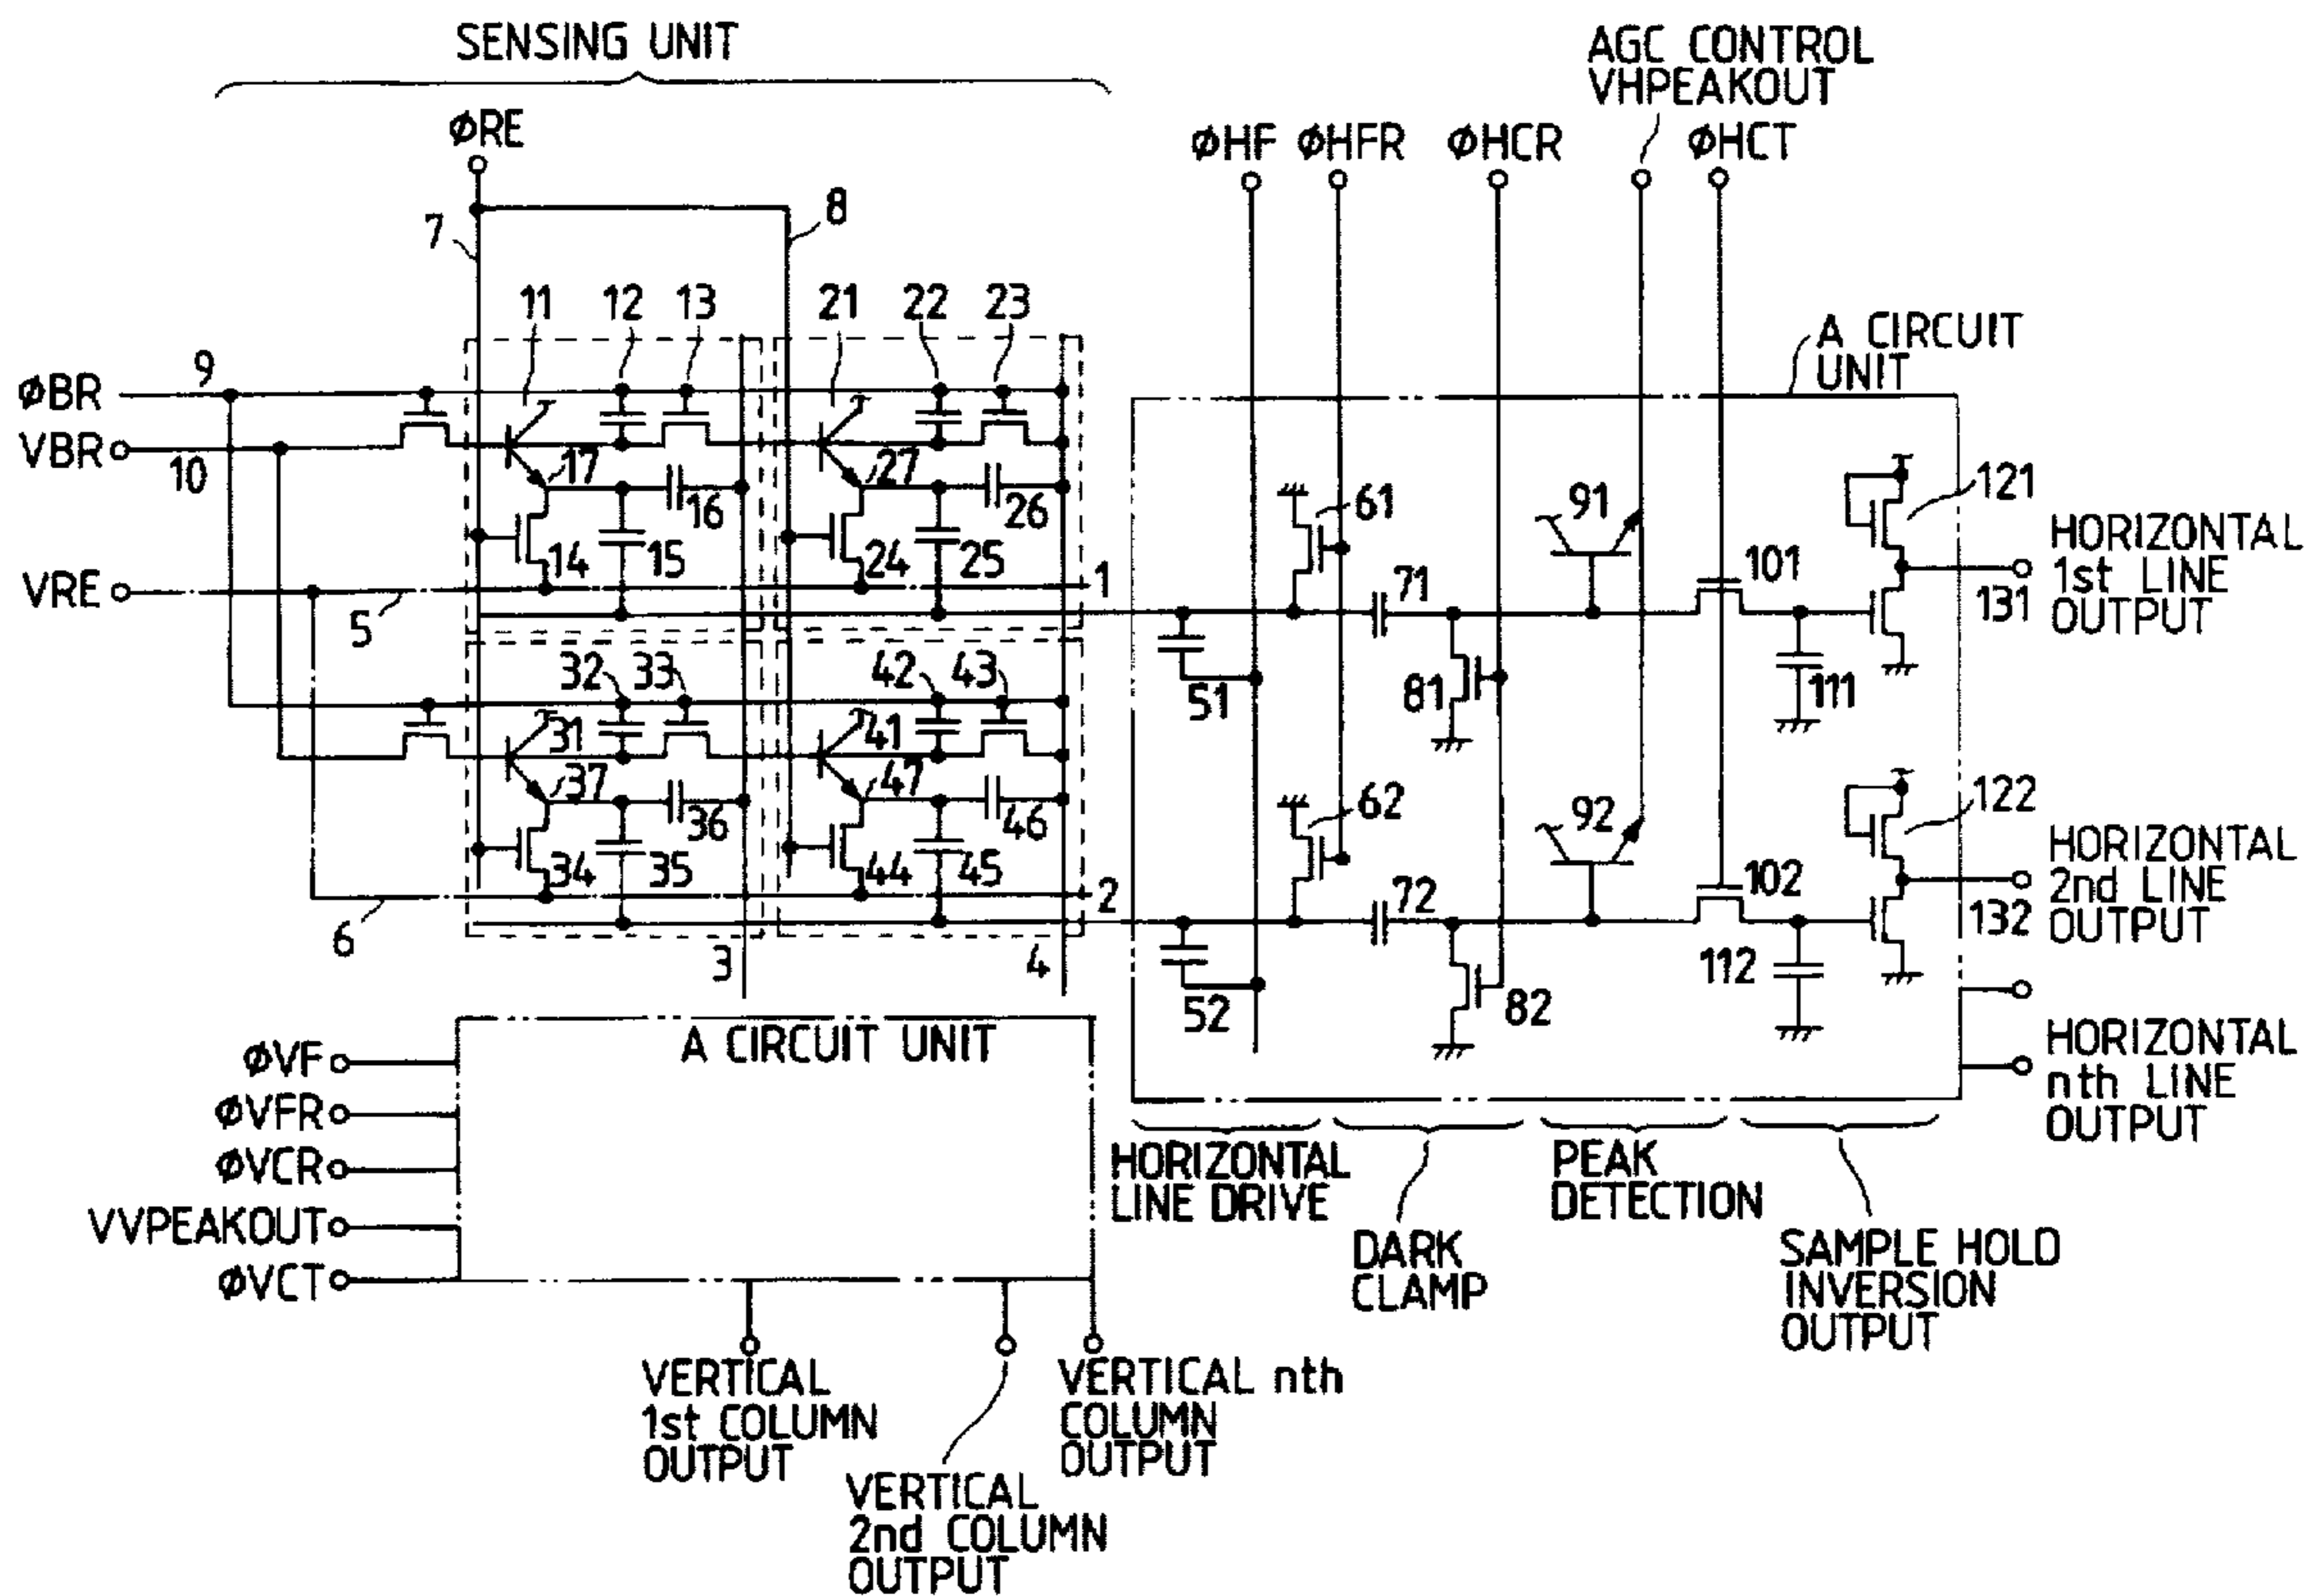 SENSING UNIT
AGC CONTROL
VHPEAKOUT
ØRE
ØHF ØHFR ØHCR ØHCT
7
8
11 12 13 21 22 23
A CIRCUIT
UNIT
ØBR
9
VBR
10
17
16
27
26
61
91
121
14 15 24 25
1
71
101
HORIZONTAL
1st LINE
OUTPUT
131
VRE
5
51
81
111
32 33 42 43
31
41
37
36
47
46
62
92
122
34 35 44 45
2
72
102
HORIZONTAL
2nd LINE
OUTPUT
132
6
3
4
52
82
112
HORIZONTAL
nth LINE
OUTPUT
A CIRCUIT UNIT
ØVF
ØVFR
ØVCR
VVPEAKOUT
ØVCT
HORIZONTAL
LINE DRIVE
DARK
CLAMP
PEAK
DETECTION
SAMPLE HOLD
INVERSION
OUTPUT
VERTICAL
1st COLUMN
OUTPUT
VERTICAL
2nd COLUMN
OUTPUT
VERTICAL nth
COLUMN
OUTPUT